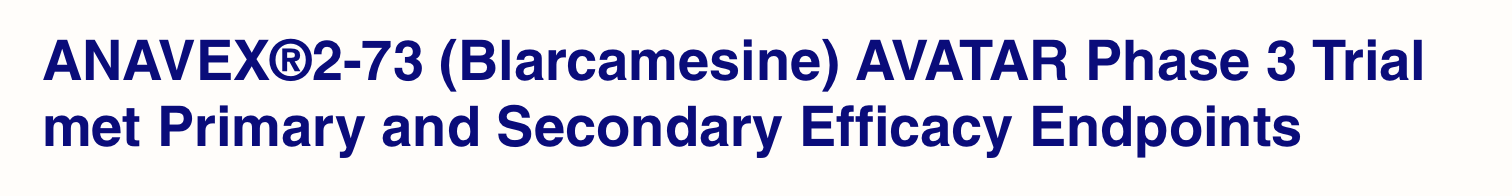 ANAVEX®2-73 (Blarcamesine) AVATAR Phase 3 Trial
met Primary and Secondary Efficacy Endpoints